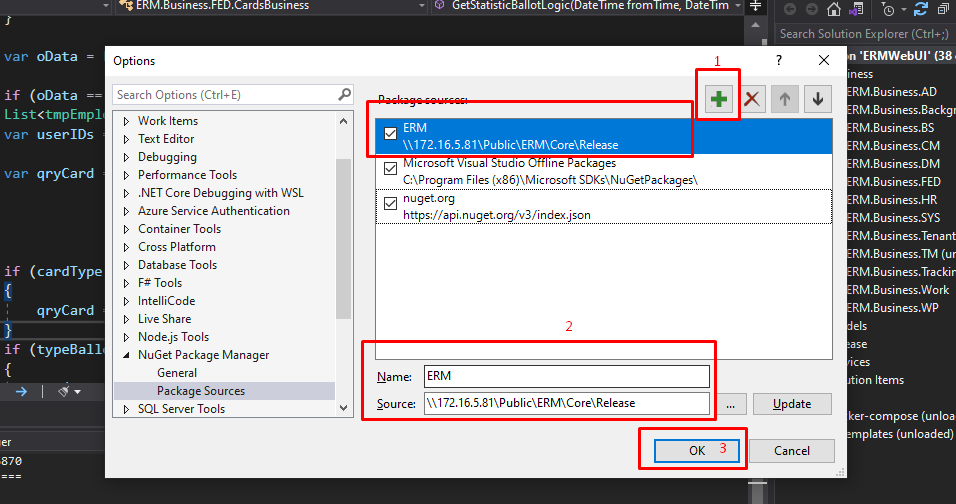 ERM.Business.FED.CardsBusiness
GetStatisticBallotLogic(DateTime fromTime, DateTim
}
var oData =
if (oData ==
List<tmpEmplo
var userIDs =
var qryCard =
if (cardType
{
qryCard
}
if (typeBallo
{
8870
====
Options
?
Search Options (Ctrl+E)
Work Items
Text Editor
Debugging
Performance Tools
.NET Core Debugging with WSL
Azure Service Authentication
Container Tools
Cross Platform
Database Tools
F# Tools
IntelliCode
Live Share
Node.js Tools
NuGet Package Manager
General
Package Sources
SQL Server Tools
1
Package sources:
ERM
\\172.16.5.81\Public\ERM\Core\Release
Microsoft Visual Studio Offline Packages
C:\Program Files (x86)\Microsoft SDKs\NuGetPackages\
nuget.org
https://api.nuget.org/v3/index.json
2
Name: ERM
Source: \\172.16.5.81\Public\ERM\Core\Release
...
Update
OK 3
Cancel
Search Solution Explorer (Ctrl+;)
on 'ERMWebUI' (38 o
siness
ERM.Business.AD
ERM.Business.Backgr
ERM.Business.BS
ERM.Business.CM
ERM.Business.DM
ERM.Business.FED
ERM.Business.HR
ERM.Business.SYS
ERM.Business.Tenant
ERM.Business.TM (un
ERM.Business.Trackin
ERM.Business.Work
ERM.Business.WP
dels
ease
vices
ution Items
ker-compose (unload
emplates (unloaded)